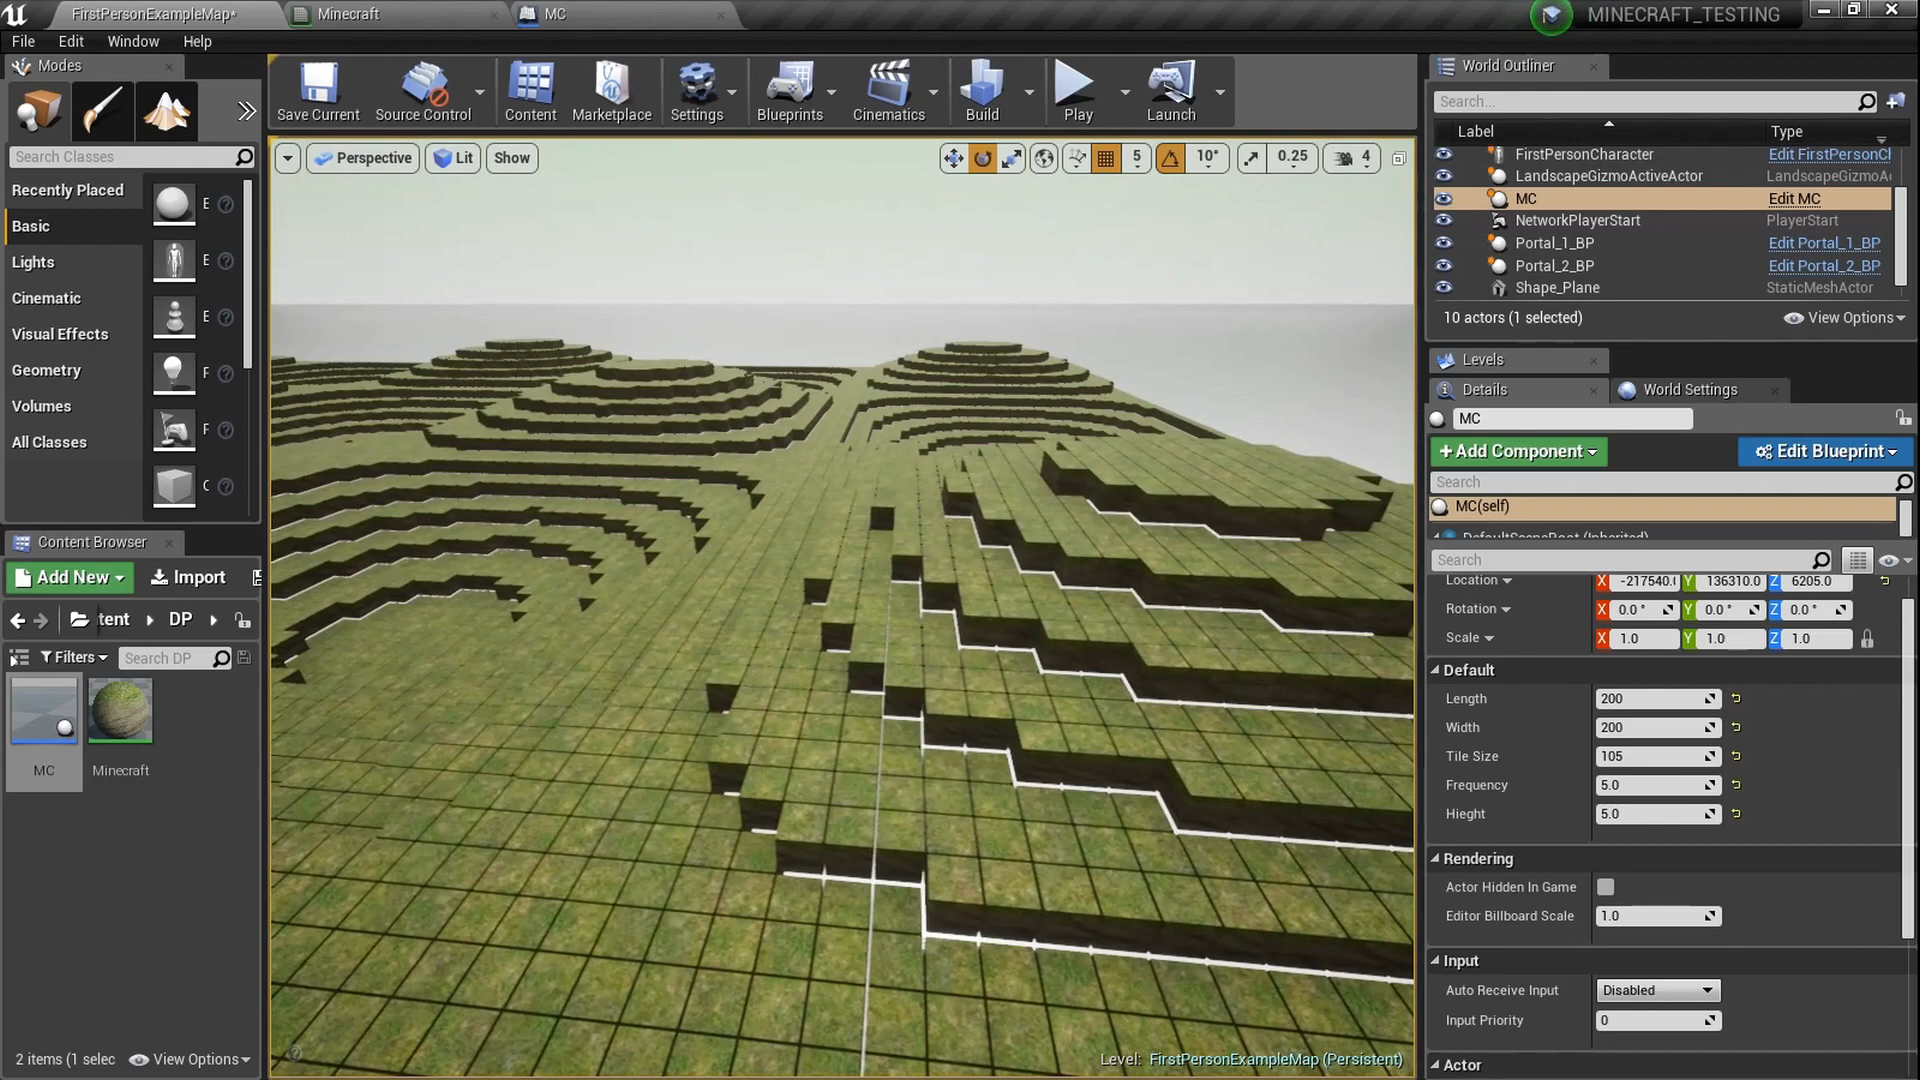 FirstPersonExampleMap*
Minecraft
MC
MINECRAFT_TESTING
File Edit Window Help
Modes
Search Classes
Recently Placed
Basic
Lights
Cinematic
Visual Effects
Geometry
Volumes
All Classes
E
E
E
F
F
C
Save Current
Source Control
Content
Marketplace
Settings
Blueprints
Cinematics
Build
Play
Launch
Perspective
Lit
Show
5
10°
0.25
4
Level: FirstPersonExampleMap (Persistent)
Content Browser
Add New
Import
tent
DP
Filters
Search DP
MC
Minecraft
2 items (1 selec
View Options
World Outliner
Search...
Label Type
FirstPersonCharacter Edit FirstPersonCl
LandscapeGizmoActiveActor LandscapeGizmoA
MC Edit MC
NetworkPlayerStart PlayerStart
Portal_1_BP Edit Portal_1_BP
Portal_2_BP Edit Portal_2_BP
Shape_Plane StaticMeshActor
10 actors (1 selected)
View Options
Levels
Details
World Settings
MC
+Add Component
Edit Blueprint
Search
MC(self)
DefaultSceneRoot (Inherited)
Search
Location X -217540.( Y 136310.0 Z 6205.0
Rotation X 0.0 ° Y 0.0 ° Z 0.0 °
Scale X 1.0 Y 1.0 Z 1.0
Default
Length 200
Width 200
Tile Size 105
Frequency 5.0
Hieght 5.0
Rendering
Actor Hidden In Game
Editor Billboard Scale 1.0
Input
Auto Receive Input Disabled
Input Priority 0
Actor